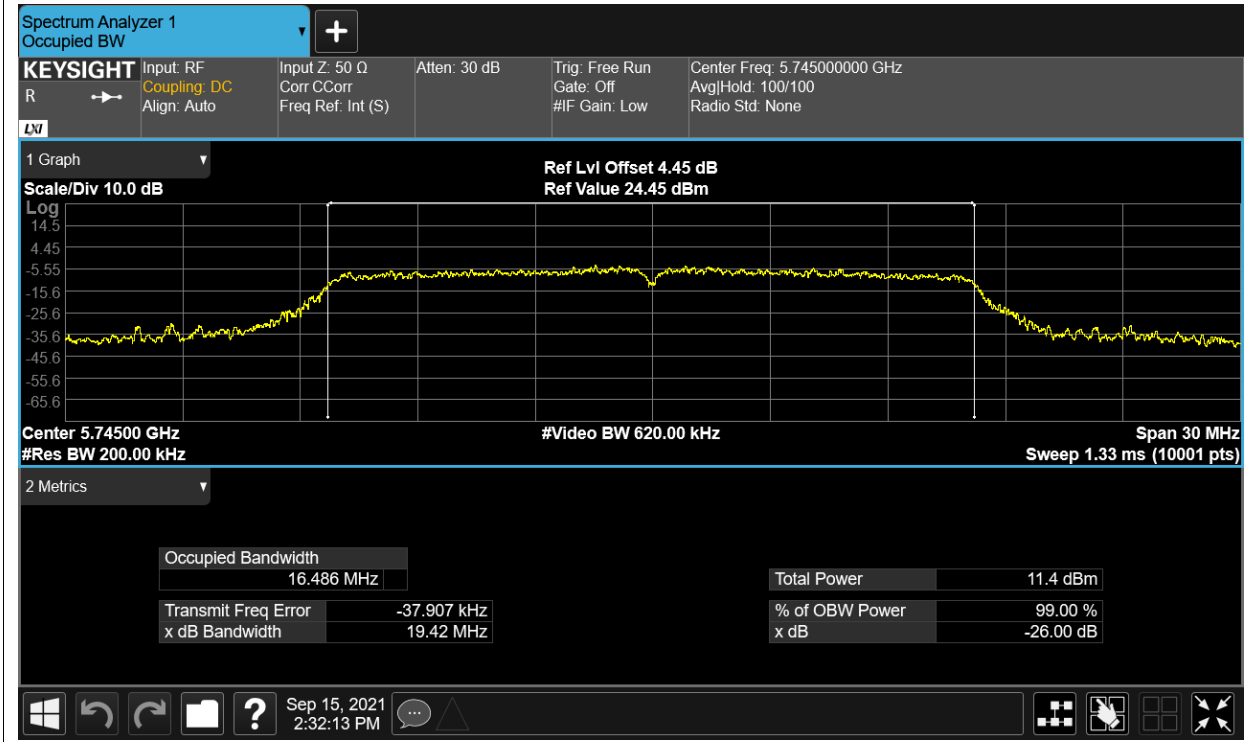 Spectrum Analyzer 1
Occupied BW
KEYSIGHT
R
LXI
Input: RF
Coupling: DC
Align: Auto
Input Z: 50 Ω
Corr CCorr
Freq Ref: Int (S)
Atten: 30 dB
Trig: Free Run
Gate: Off
#IF Gain: Low
Center Freq: 5.745000000 GHz
Avg|Hold: 100/100
Radio Std: None
1 Graph
Scale/Div 10.0 dB
Ref Lvl Offset 4.45 dB
Ref Value 24.45 dBm
Log
14.5
4.45
-5.55
-15.6
-25.6
-35.6
-45.6
-55.6
-65.6
Center 5.74500 GHz
#Video BW 620.00 kHz
Span 30 MHz
#Res BW 200.00 kHz
Sweep 1.33 ms (10001 pts)
2 Metrics
Occupied Bandwidth
16.486 MHz
Total Power 11.4 dBm
Transmit Freq Error -37.907 kHz
% of OBW Power 99.00 %
x dB Bandwidth 19.42 MHz
x dB -26.00 dB
?
Sep 15, 2021
2:32:13 PM